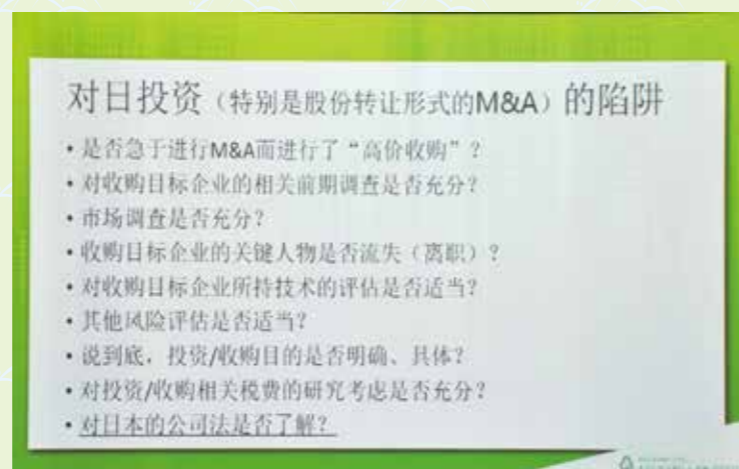 对日投资（特别是股份转让形式的M&A）的陷阱
• 是否急于进行M&A而进行了“高价收购”？
• 对收购目标企业的相关前期调查是否充分？
• 市场调查是否充分？
• 收购目标企业的关键人物是否流失（离职）？
• 对收购目标企业所持技术的评估是否适当？
• 其他风险评估是否适当？
• 说到底，投资/收购目的是否明确、具体？
• 对投资/收购相关税费的研究考虑是否充分？
• 对日本的公司法是否了解？